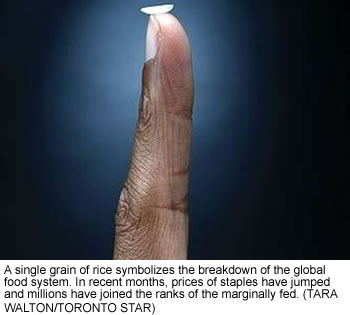 A single grain of rice symbolizes the breakdown of the global
food system. In recent months, prices of staples have jumped
and millions have joined the ranks of the marginally fed. (TARA
WALTON/TORONTO STAR)